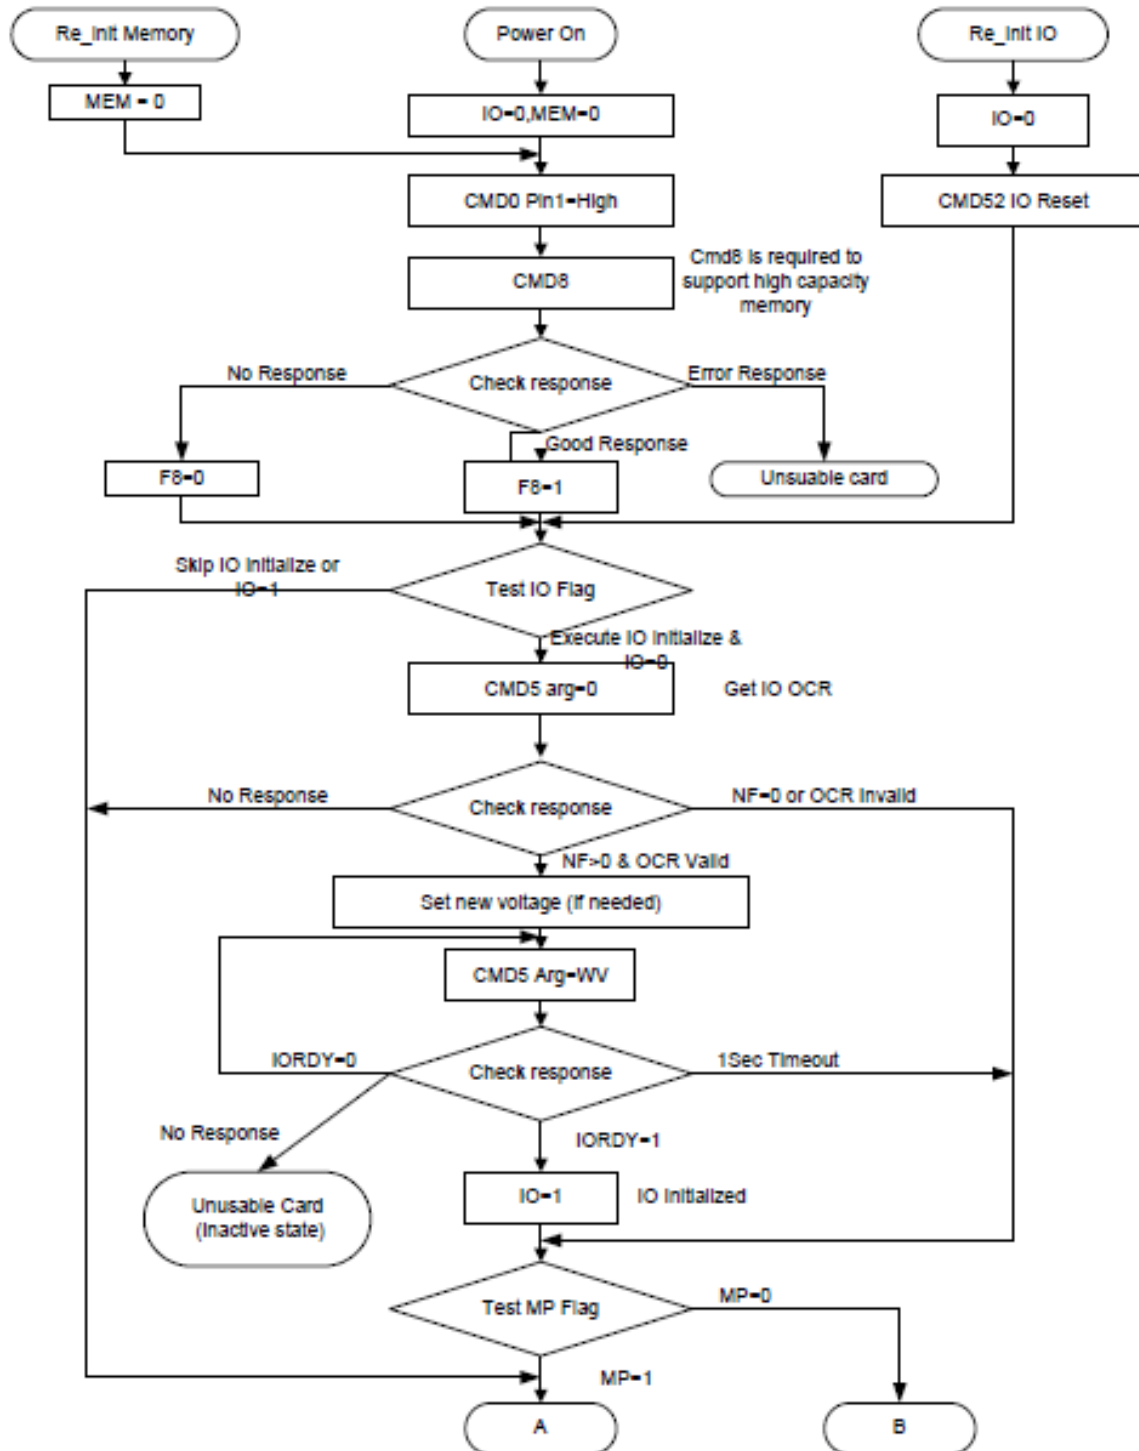 Re_Init Memory
Power On
Re_Init IO
MEM = 0
IO=0,MEM=0
IO=0
CMD0 Pin1=High
CMD52 IO Reset
CMD8
Cmd8 is required to
support high capacity
memory
No Response
Check response
Error Response
Good Response
F8=0
F8=1
Unsuable card
Skip IO initialize or
IO=1
Test IO Flag
Execute IO initialize &
IO=0
CMD5 arg=0
Get IO OCR
No Response
Check response
NF=0 or OCR Invalid
NF>0 & OCR Valid
Set new voltage (if needed)
CMD5 Arg=WV
IORDY=0
Check response
1Sec Timeout
No Response
IORDY=1
Unusable Card
(Inactive state)
IO=1
IO Initialized
Test MP Flag
MP=0
MP=1
A
B